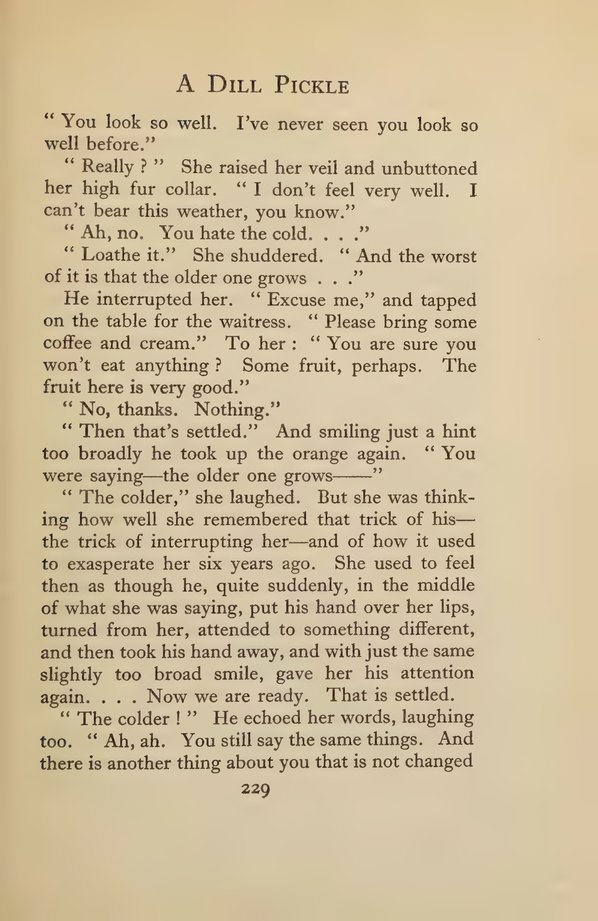 A Dill Pickle
“ You look so well. I've never seen you look so
well before.”
“ Really ? ” She raised her veil and unbuttoned
her high fur collar. “ I don't feel very well. I
can't bear this weather, you know.”
“ Ah, no. You hate the cold. . . .”
“ Loathe it.” She shuddered. “ And the worst
of it is that the older one grows . . .”
He interrupted her. “ Excuse me,” and tapped
on the table for the waitress. “ Please bring some
coffee and cream.” To her : “ You are sure you
won't eat anything ? Some fruit, perhaps. The
fruit here is very good.”
“ No, thanks. Nothing.”
“ Then that's settled.” And smiling just a hint
too broadly he took up the orange again. “ You
were saying—the older one grows——”
“ The colder,” she laughed. But she was think-
ing how well she remembered that trick of his—
the trick of interrupting her—and of how it used
to exasperate her six years ago. She used to feel
then as though he, quite suddenly, in the middle
of what she was saying, put his hand over her lips,
turned from her, attended to something different,
and then took his hand away, and with just the same
slightly too broad smile, gave her his attention
again. . . . Now we are ready. That is settled.
“ The colder ! ” He echoed her words, laughing
too. “ Ah, ah. You still say the same things. And
there is another thing about you that is not changed
229